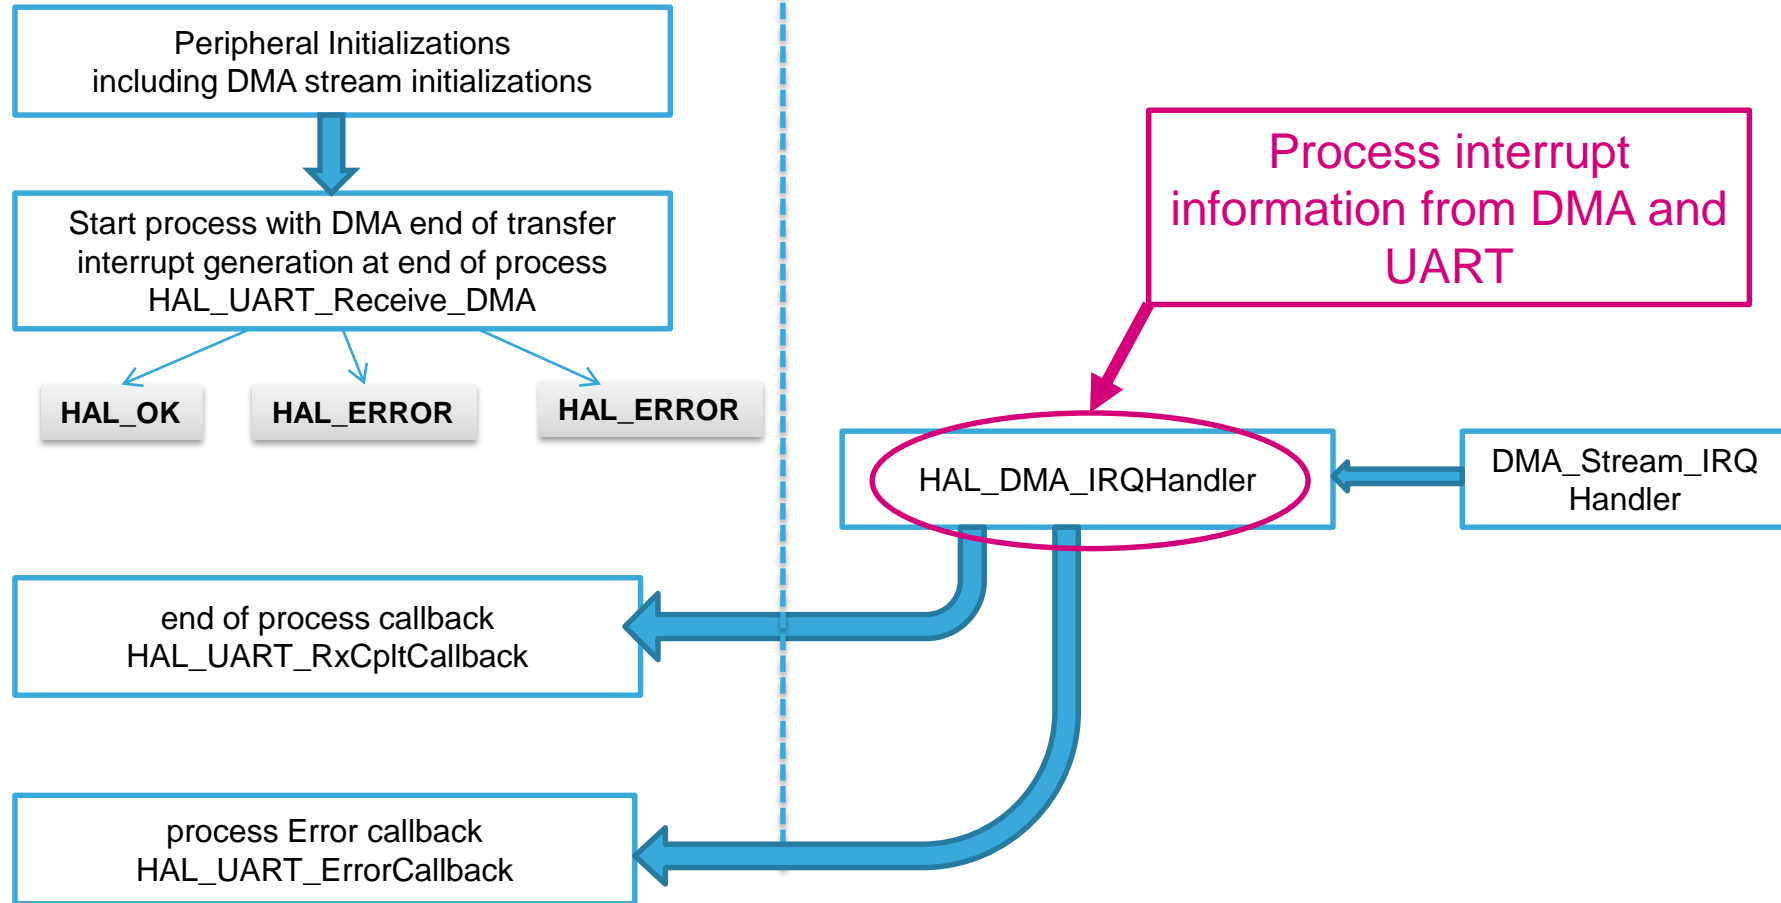 Peripheral Initializations
including DMA stream initializations
Start process with DMA end of transfer
interrupt generation at end of process
HAL_UART_Receive_DMA
HAL_OK
HAL_ERROR
HAL_ERROR
Process interrupt
information from DMA and
UART
HAL_DMA_IRQHandler
DMA_Stream_IRQ
Handler
end of process callback
HAL_UART_RxCpltCallback
process Error callback
HAL_UART_ErrorCallback